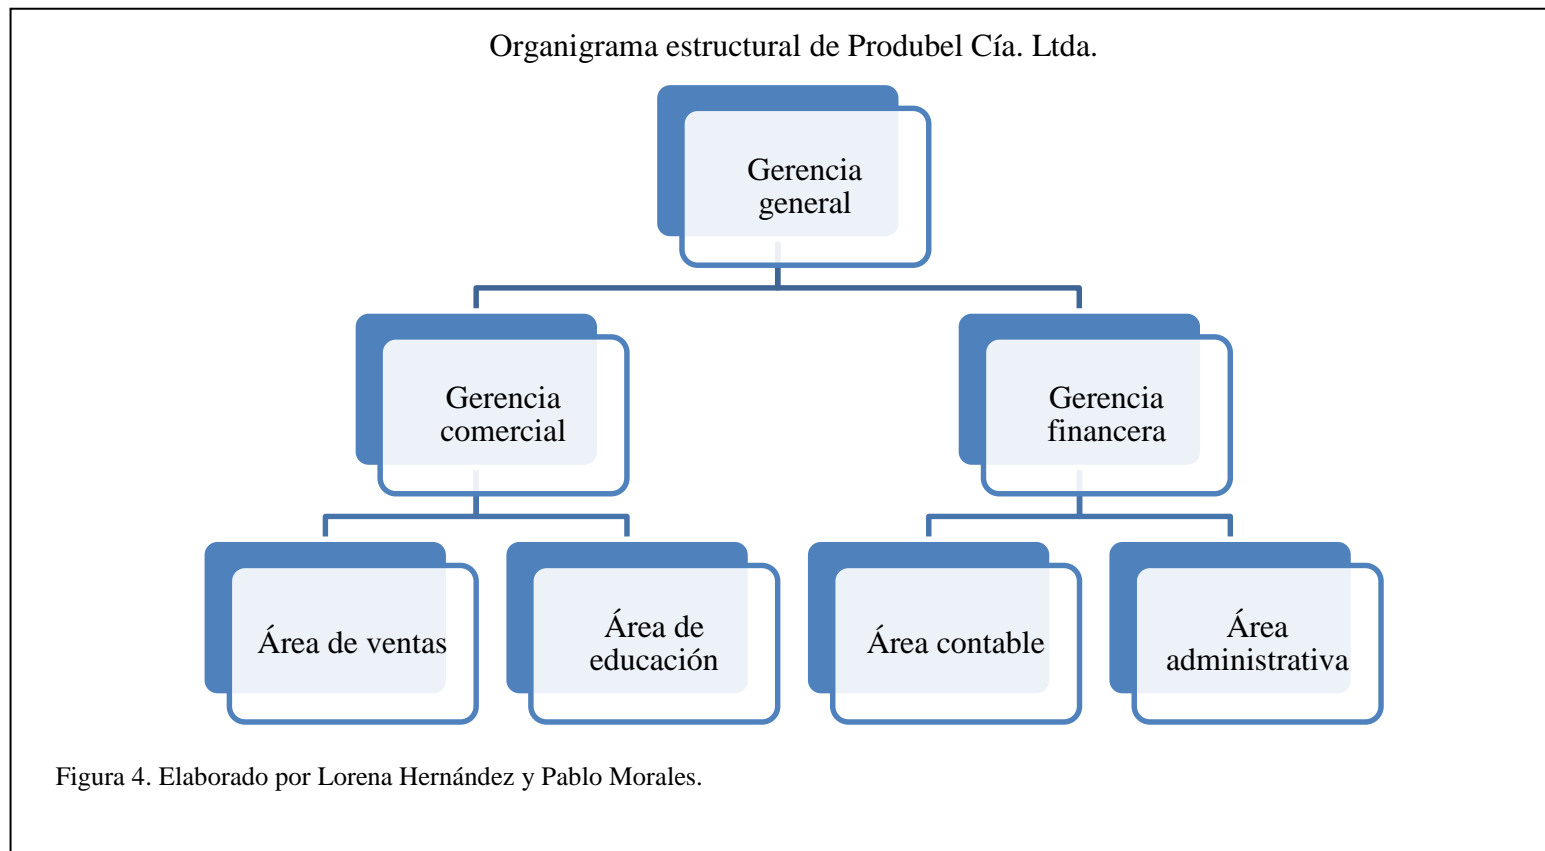 Organigrama estructural de Produbel Cía. Ltda.
Gerencia
general
Gerencia
comercial
Gerencia
financera
Área de ventas
Área de
educación
Área contable
Área
administrativa
Figura 4. Elaborado por Lorena Hernández y Pablo Morales.